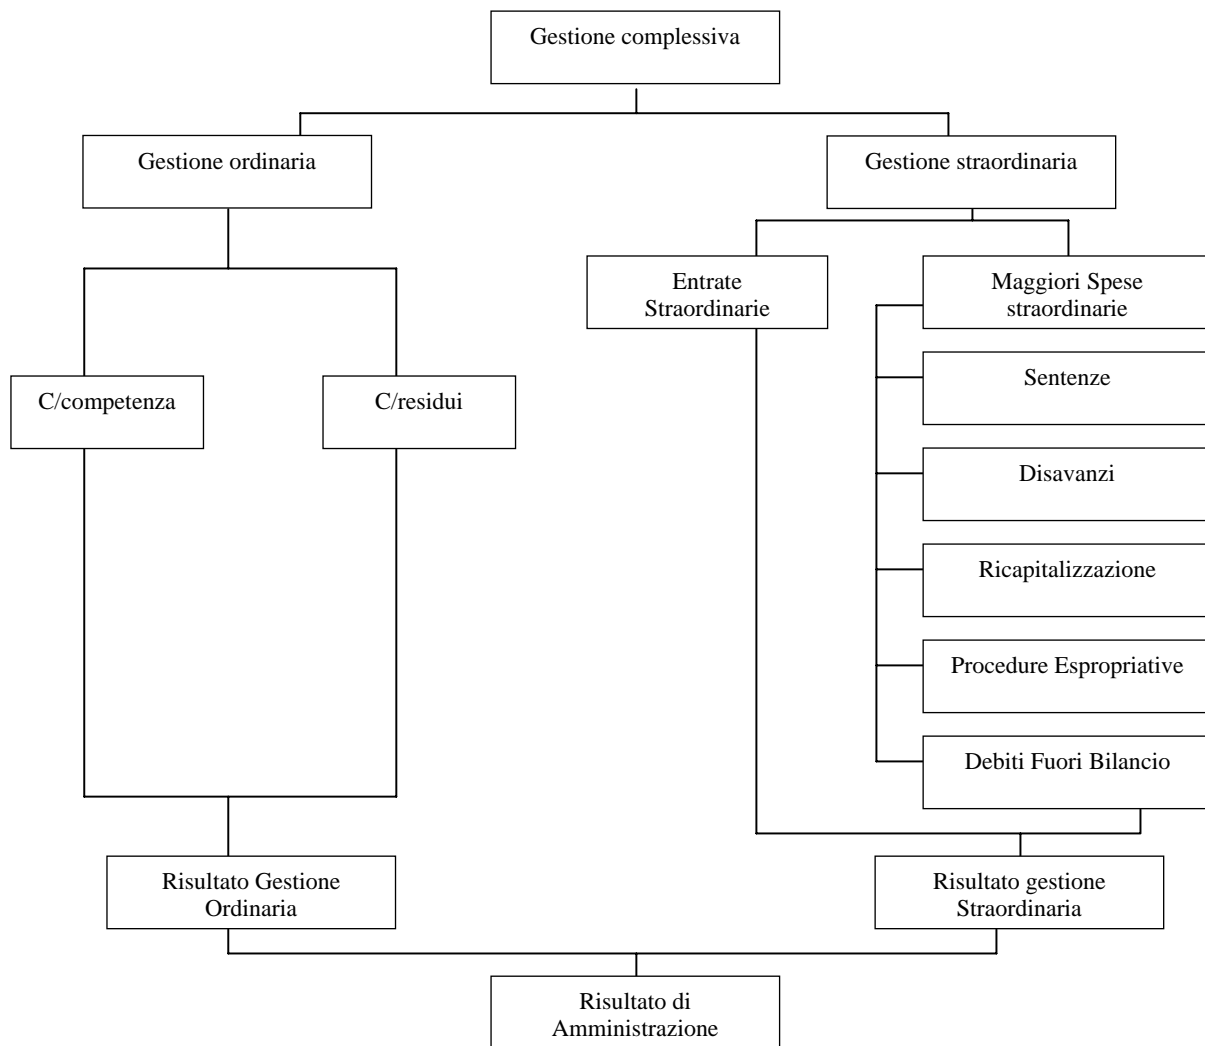 Gestione complessiva
Gestione ordinaria
Gestione straordinaria
Entrate
Straordinarie
Maggiori Spese
straordinarie
C/competenza
C/residui
Sentenze
Disavanzi
Ricapitalizzazione
Procedure Espropriative
Debiti Fuori Bilancio
Risultato Gestione
Ordinaria
Risultato gestione
Straordinaria
Risultato di
Amministrazione